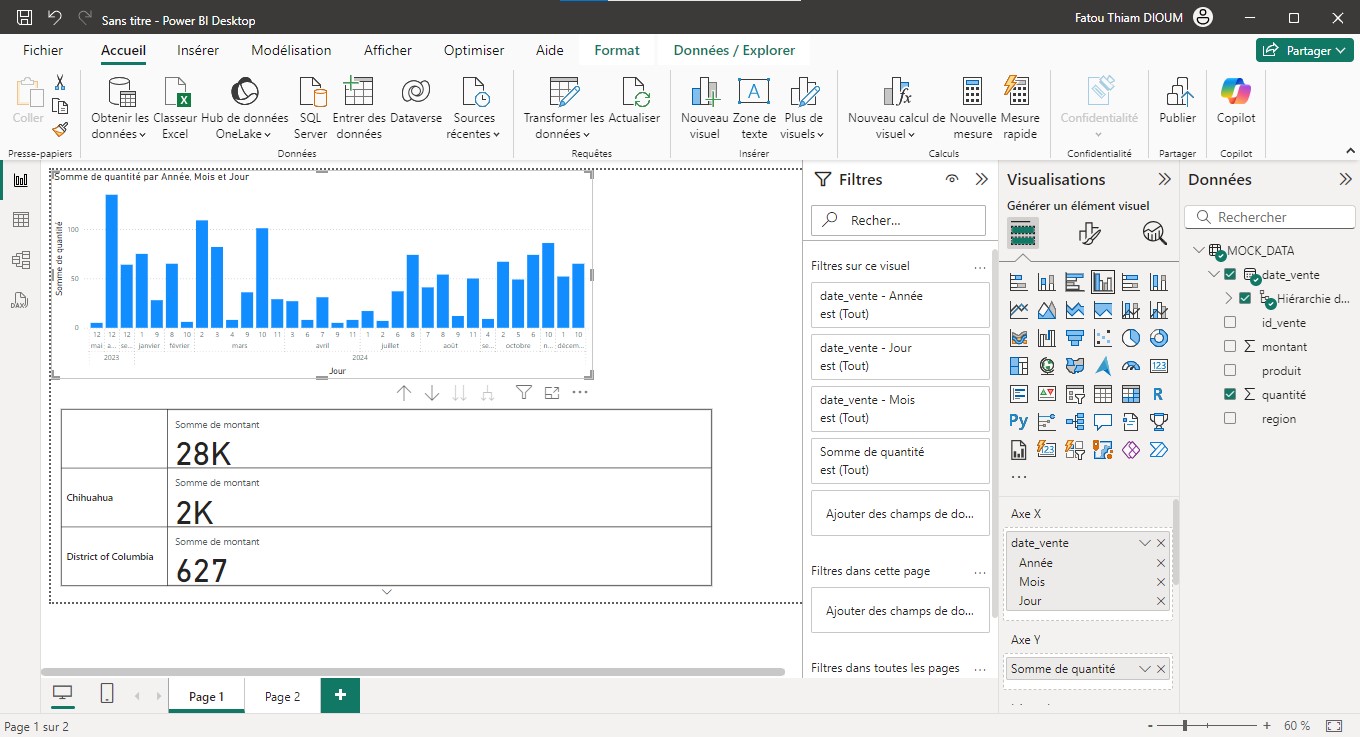 Sans titre - Power BI Desktop
Fatou Thiam DIOUM
Fichier Accueil Insérer Modélisation Afficher Optimiser Aide Format Données / Explorer Partager
Coller
Presse-papiers
Obtenir les données
Classeur Excel
Hub de données OneLake
SQL Server
Entrer des données
Dataverse
Sources récentes
Données
Transformer les données
Actualiser
Requêtes
Nouveau visuel
Zone de texte
Plus de visuels
Insérer
Nouveau calcul de visuel
Nouvelle mesure
Mesure rapide
Calculs
Confidentialité
Confidentialité
Publier
Partager
Copilot
Copilot
DAX
Somme de quantité par Année, Mois et Jour
Somme de quantité
100
50
0
12 12 12 1 9 8 10 2 3 4 9 10 11 3 6 7 8 10 1 6 7 2 7 8 9 11 4 2 6 10 1 10
mai a... se... janvier février mars avril juillet août se... octobre n... décem...
2023 2024
Jour
Somme de montant
28K
Chihuahua
Somme de montant
2K
District of Columbia
Somme de montant
627
Page 1
Page 2
+
Page 1 sur 2
- + 60 %
Filtres
Recher...
Filtres sur ce visuel ...
date_vente - Année
est (Tout)
date_vente - Jour
est (Tout)
date_vente - Mois
est (Tout)
Somme de quantité
est (Tout)
Ajouter des champs de do...
Filtres dans cette page ...
Ajouter des champs de do...
Filtres dans toutes les pages ...
Visualisations
Générer un élément visuel
123
R
Py
123
...
Axe X
date_vente
Année
Mois
Jour
Axe Y
Somme de quantité
Données
Rechercher
MOCK_DATA
date_vente
Hiérarchie d...
id_vente
montant
produit
quantité
region